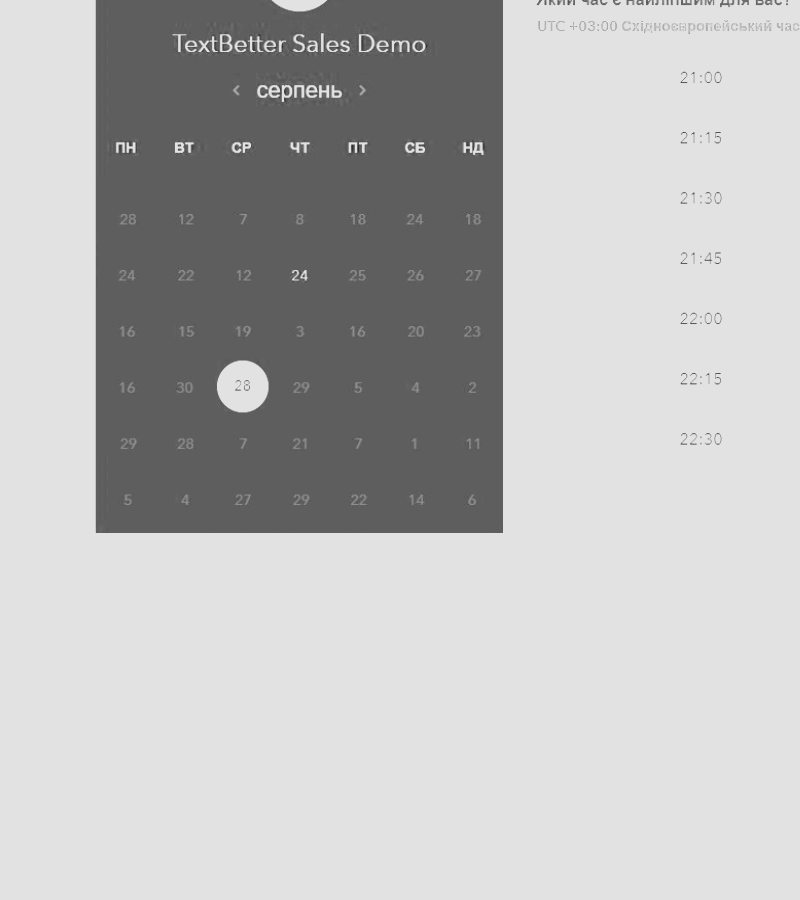 TextBetter Sales Demo
‹ серпень ›
ПН ВТ СР ЧТ ПТ СБ НД
28 12 7 8 18 24 18
24 22 12 24 25 26 27
16 15 19 3 16 20 23
16 30 28 29 5 4 2
29 28 7 21 7 1 11
5 4 27 29 22 14 6
Який час є найліпшим для вас?
UTC +03:00 Східноєвропейський час
21:00
21:15
21:30
21:45
22:00
22:15
22:30